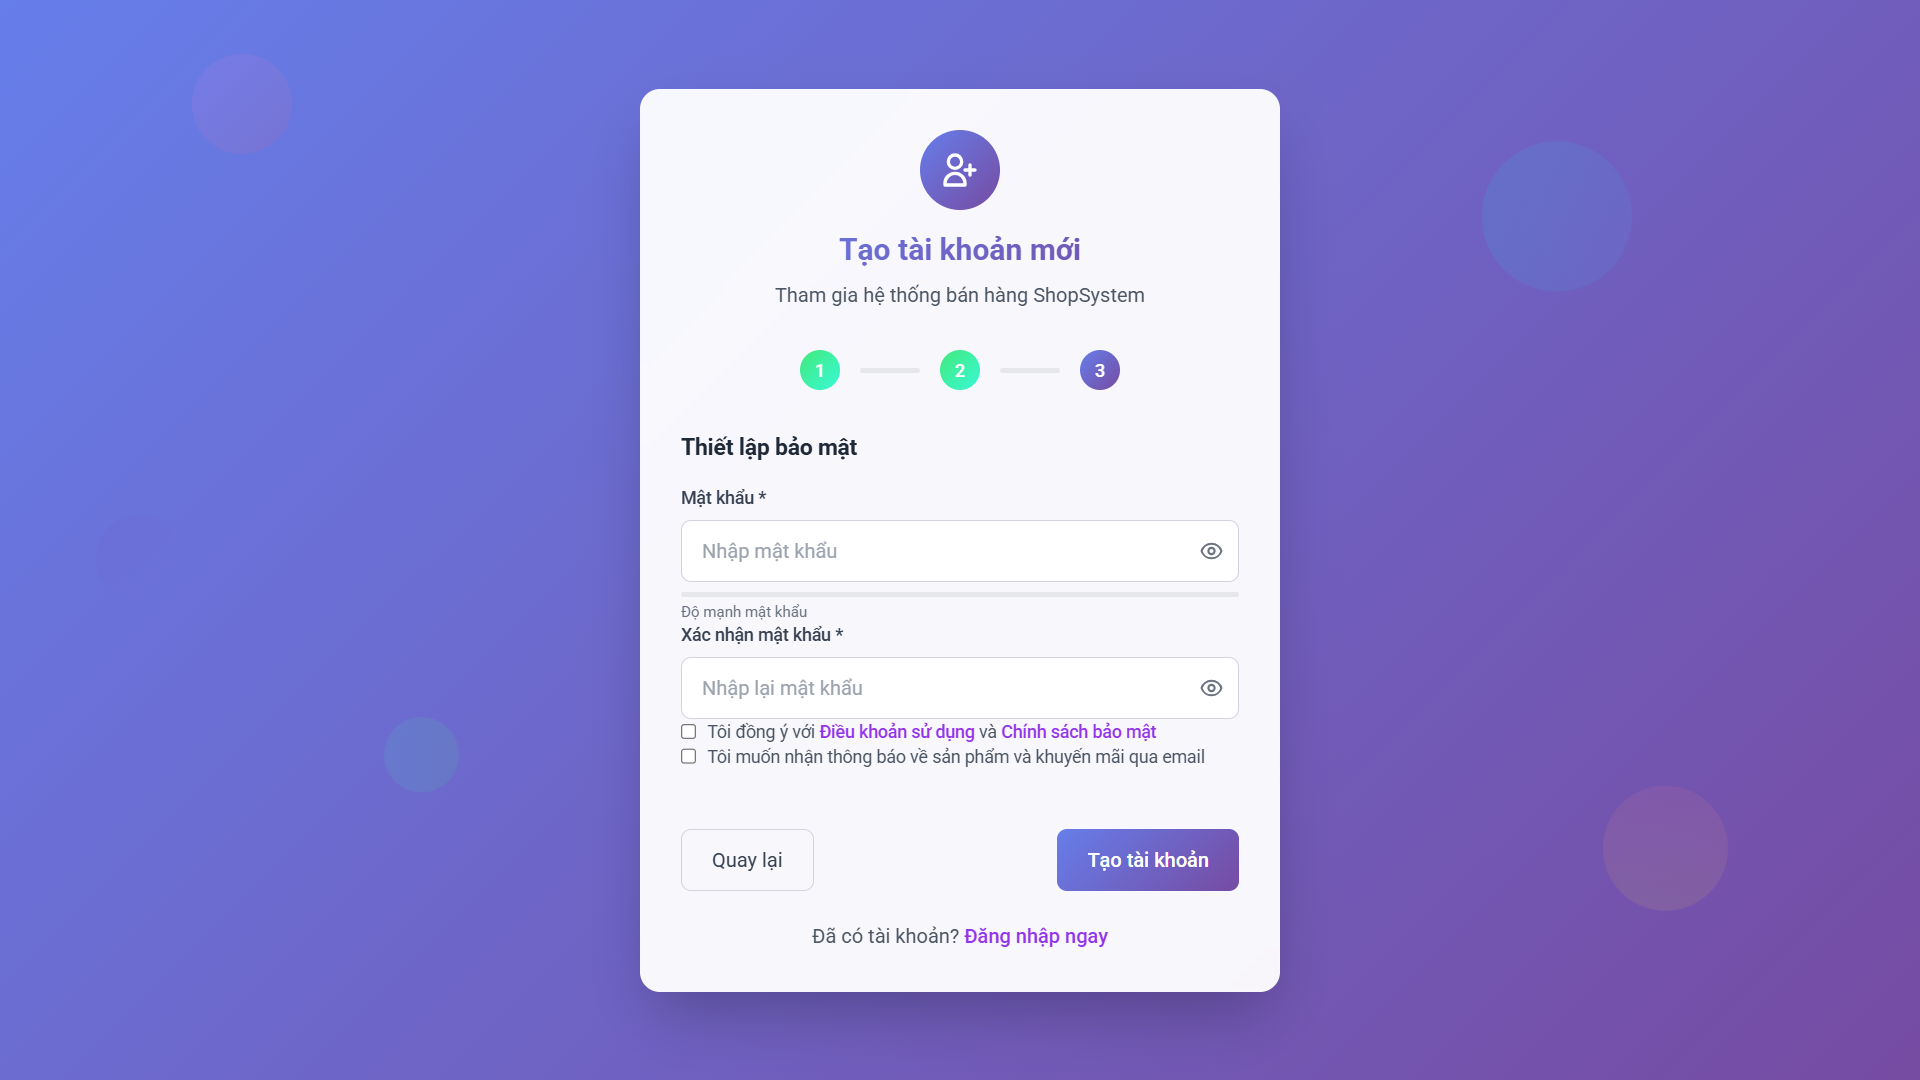 Tạo tài khoản mới
Tham gia hệ thống bán hàng ShopSystem
1 2 3
Thiết lập bảo mật
Mật khẩu *
Nhập mật khẩu
Độ mạnh mật khẩu
Xác nhận mật khẩu *
Nhập lại mật khẩu
Tôi đồng ý với Điều khoản sử dụng và Chính sách bảo mật
Tôi muốn nhận thông báo về sản phẩm và khuyến mãi qua email
Quay lại Tạo tài khoản
Đã có tài khoản? Đăng nhập ngay